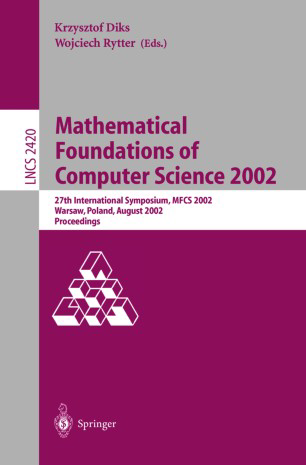 Krzysztof Diks
Wojciech Rytter (Eds.)
LNCS 2420
Mathematical
Foundations of
Computer Science 2002
27th International Symposium, MFCS 2002
Warsaw, Poland, August 2002
Proceedings
Springer